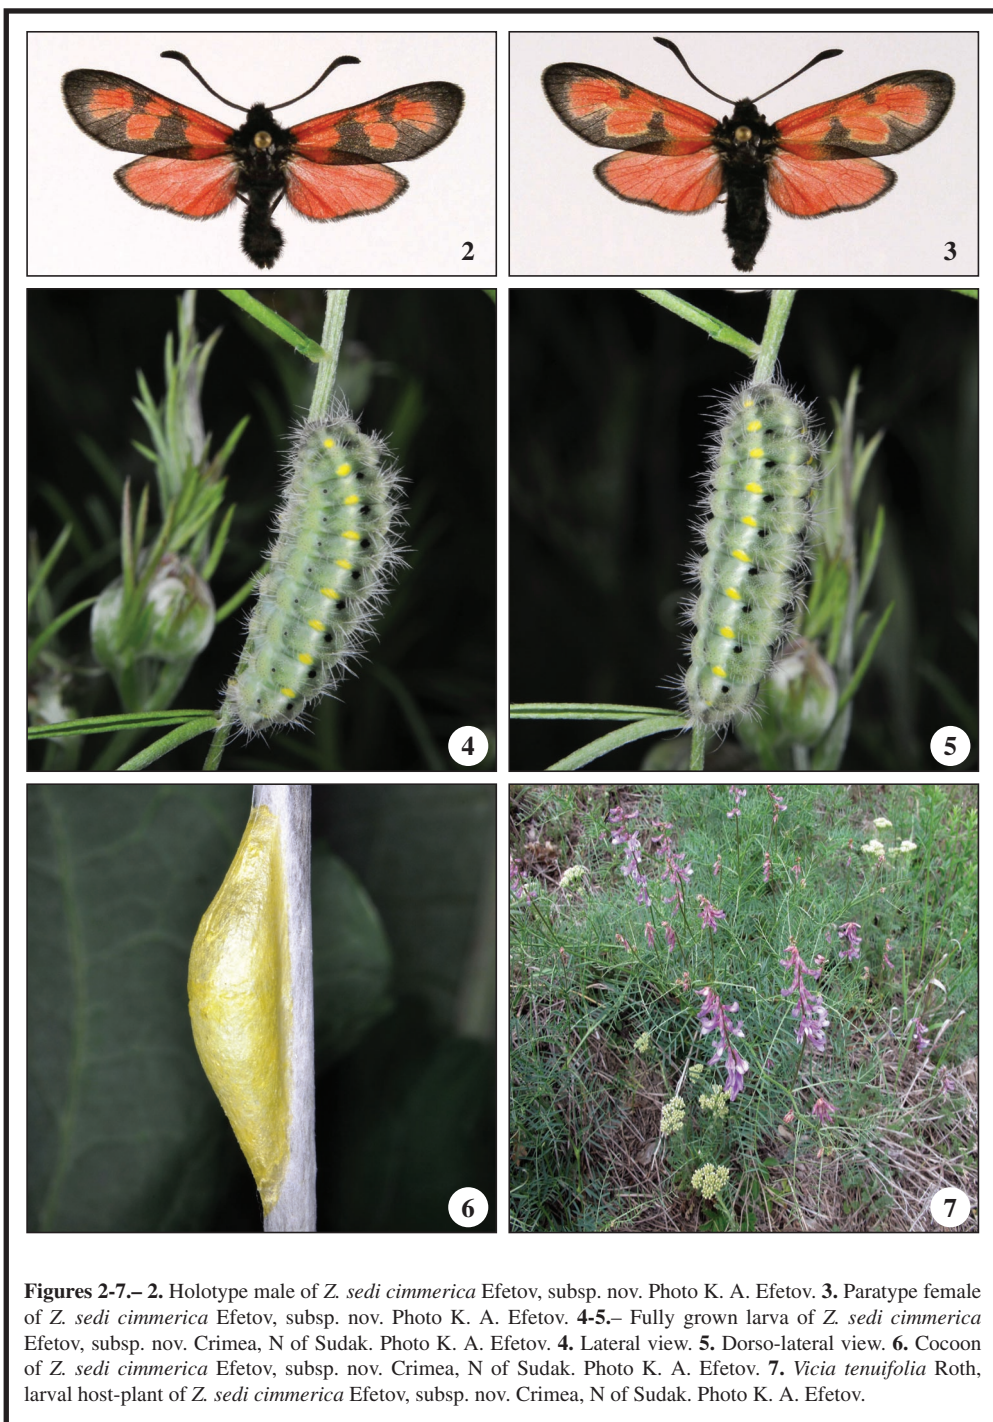 2
3
4
5
6
7
Figures 2-7.– 2. Holotype male of Z. sedi cimmerica Efetov, subsp. nov. Photo K. A. Efetov. 3. Paratype female
of Z. sedi cimmerica Efetov, subsp. nov. Photo K. A. Efetov. 4-5.– Fully grown larva of Z. sedi cimmerica
Efetov, subsp. nov. Crimea, N of Sudak. Photo K. A. Efetov. 4. Lateral view. 5. Dorso-lateral view. 6. Cocoon
of Z. sedi cimmerica Efetov, subsp. nov. Crimea, N of Sudak. Photo K. A. Efetov. 7. Vicia tenuifolia Roth,
larval host-plant of Z. sedi cimmerica Efetov, subsp. nov. Crimea, N of Sudak. Photo K. A. Efetov.